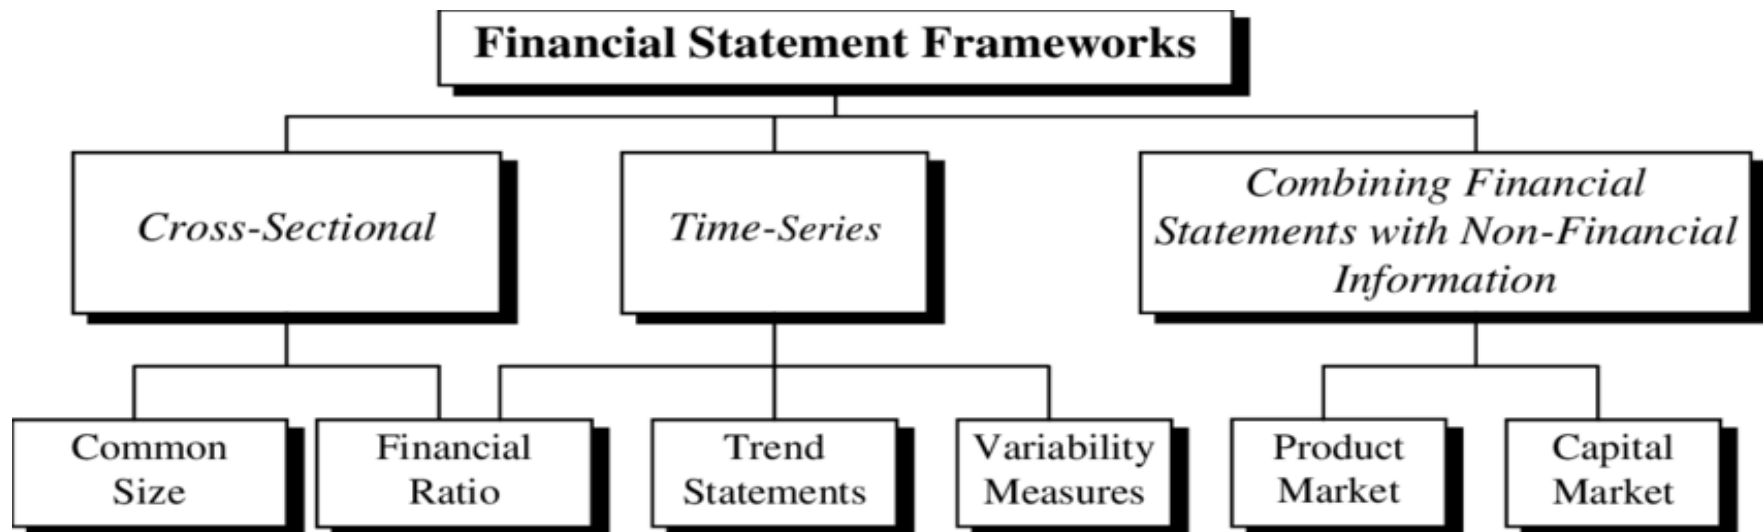 Financial Statement Frameworks
Cross-Sectional
Time-Series
Combining Financial
Statements with Non-Financial
Information
Common
Size
Financial
Ratio
Trend
Statements
Variability
Measures
Product
Market
Capital
Market